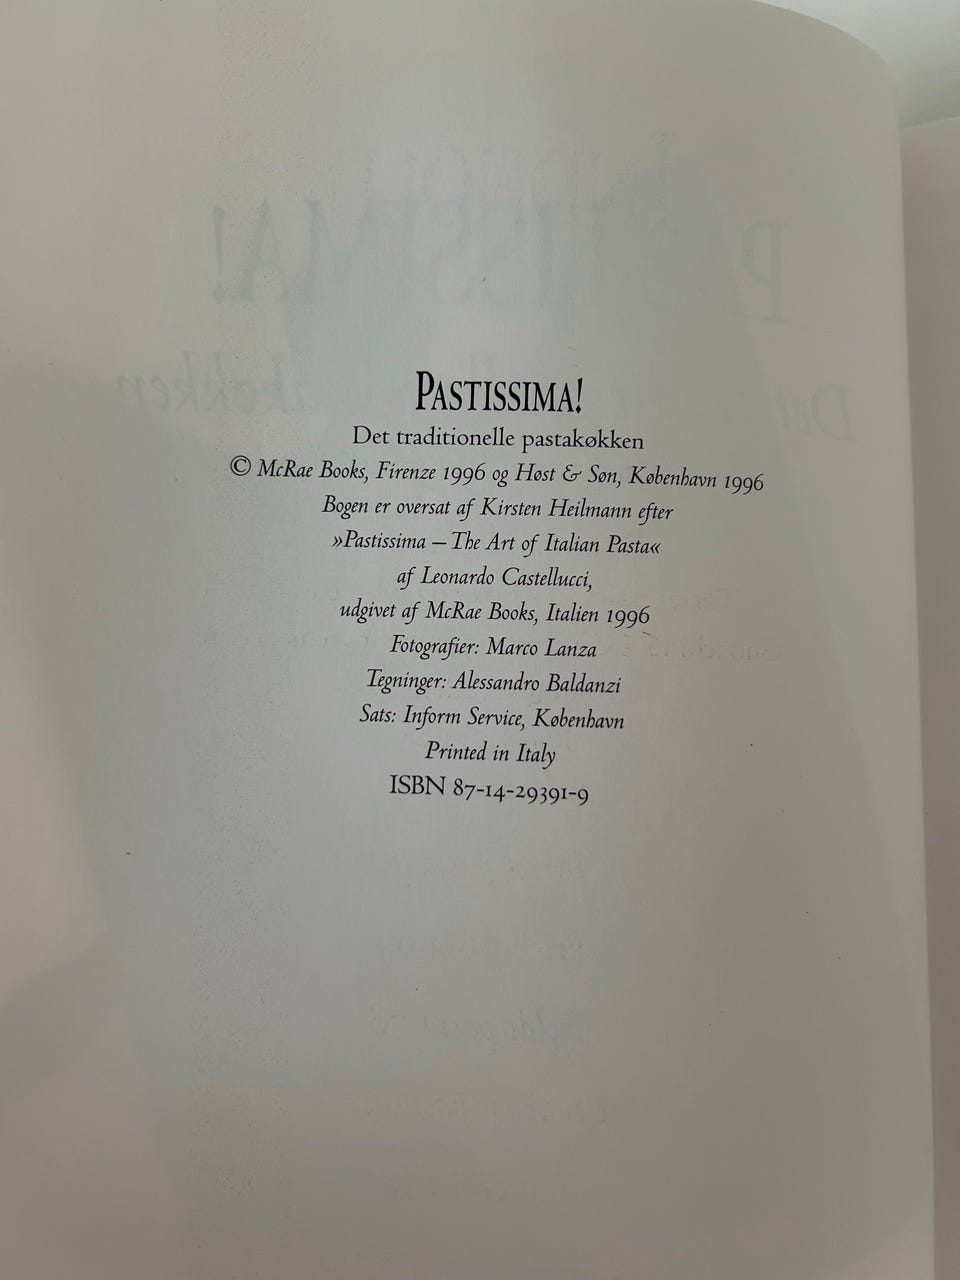 PASTISSIMA!
Det traditionelle pastakøkken
© McRae Books, Firenze 1996 og Høst & Søn, København 1996
Bogen er oversat af Kirsten Heilmann efter
»Pastissima – The Art of Italian Pasta«
af Leonardo Castellucci,
udgivet af McRae Books, Italien 1996
Fotografier: Marco Lanza
Tegninger: Alessandro Baldanzi
Sats: Inform Service, København
Printed in Italy
ISBN 87-14-29391-9